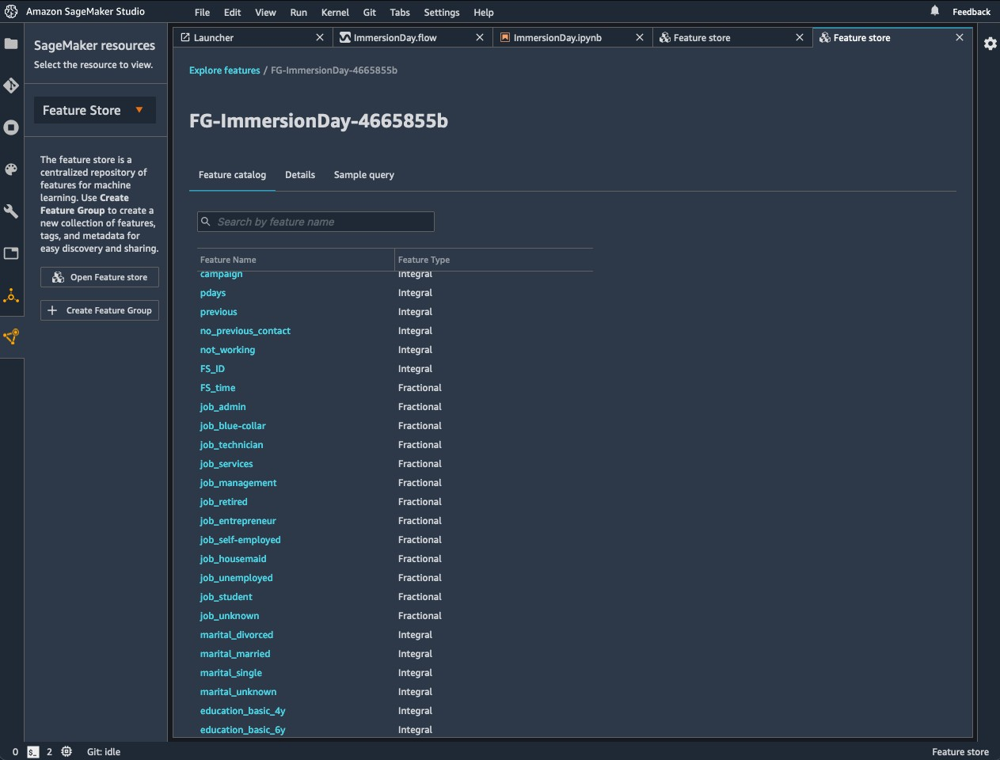 Amazon SageMaker Studio
File Edit View Run Kernel Git Tabs Settings Help
Feedback
SageMaker resources
Select the resource to view.
Feature Store
The feature store is a
centralized repository of
features for machine
learning. Use Create
Feature Group to create a
new collection of features,
tags, and metadata for
easy discovery and sharing.
Open Feature store
Create Feature Group
Launcher
ImmersionDay.flow
ImmersionDay.ipynb
Feature store
Feature store
Explore features / FG-ImmersionDay-4665855b
FG-ImmersionDay-4665855b
Feature catalog Details Sample query
Search by feature name
Feature Name Feature Type
campaign Integral
pdays Integral
previous Integral
no_previous_contact Integral
not_working Integral
FS_ID Integral
FS_time Fractional
job_admin Fractional
job_blue-collar Fractional
job_technician Fractional
job_services Fractional
job_management Fractional
job_retired Fractional
job_entrepreneur Fractional
job_self-employed Fractional
job_housemaid Fractional
job_unemployed Fractional
job_student Fractional
job_unknown Fractional
marital_divorced Integral
marital_married Integral
marital_single Integral
marital_unknown Integral
education_basic_4y Integral
education_basic_6y Integral
0 $_ 2 Git: idle
Feature store